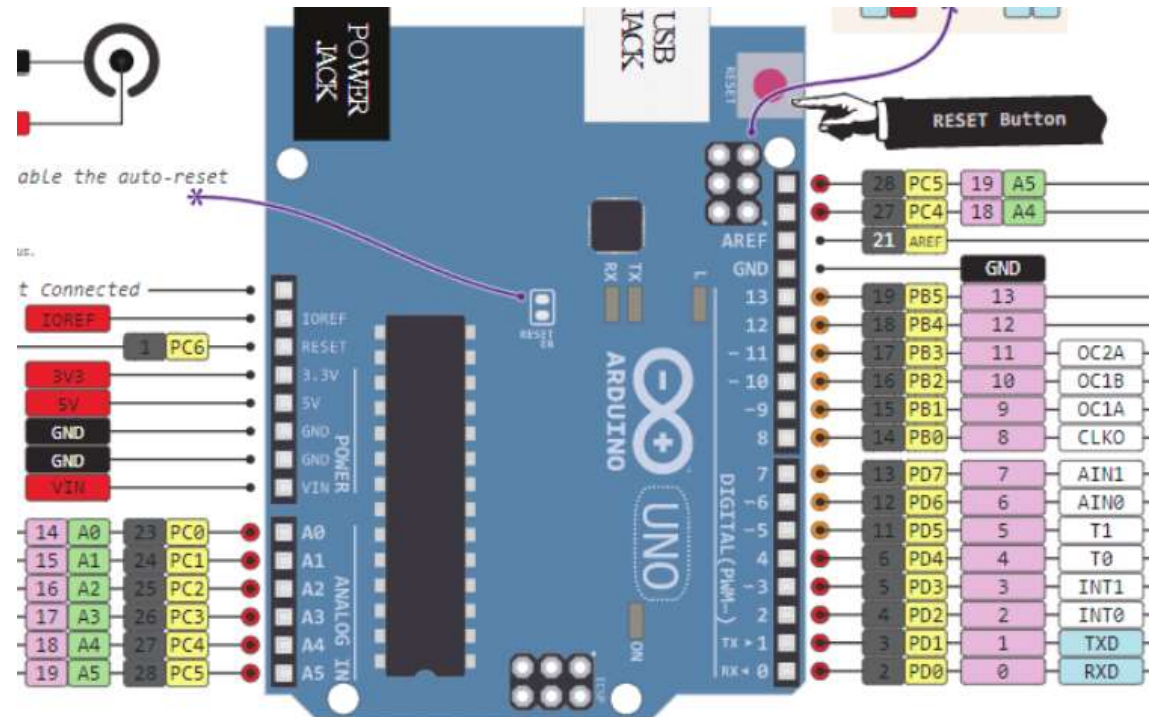 POWER JACK
USB JACK
RESET
RESET Button
able the auto-reset
us.
t Connected
IOREF
1 PC6
3V3
5V
GND
GND
VIN
14 A0 23 PC0
15 A1 24 PC1
16 A2 25 PC2
17 A3 26 PC3
18 A4 27 PC4
19 A5 28 PC5
IOREF
RESET
3.3V
5V
GND
GND
VIN
POWER
A0
A1
A2
A3
A4
A5
ANALOG IN
RESET EN
RX
TX
L
ARDUINO
UNO
ON
ICSP
AREF
GND
13
12
~11
~10
~9
8
7
~6
~5
4
~3
2
TX ▸ 1
RX ◂ 0
DIGITAL (PWM~)
28 PC5 19 A5
27 PC4 18 A4
21 AREF
GND
19 PB5 13
18 PB4 12
17 PB3 11 OC2A
16 PB2 10 OC1B
15 PB1 9 OC1A
14 PB0 8 CLKO
13 PD7 7 AIN1
12 PD6 6 AIN0
11 PD5 5 T1
6 PD4 4 T0
5 PD3 3 INT1
4 PD2 2 INT0
3 PD1 1 TXD
2 PD0 0 RXD